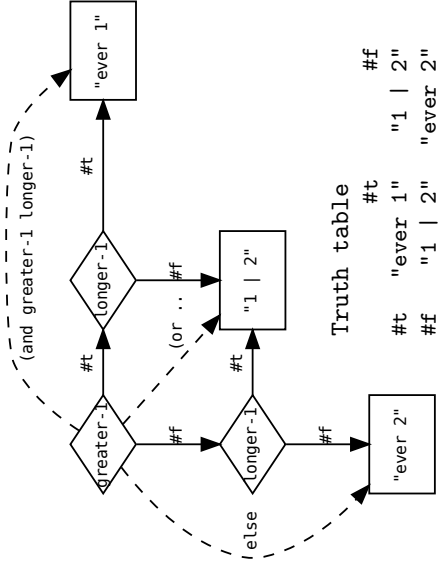 (and greater-1 longer-1)
#t
#t
greater-1
longer-1
"ever 1"
#f
(or ..
#f
#t
else
longer-1
"1 | 2"
#f
"ever 2"
Truth table
#t #f
#t "ever 1" "1 | 2"
#f "1 | 2" "ever 2"